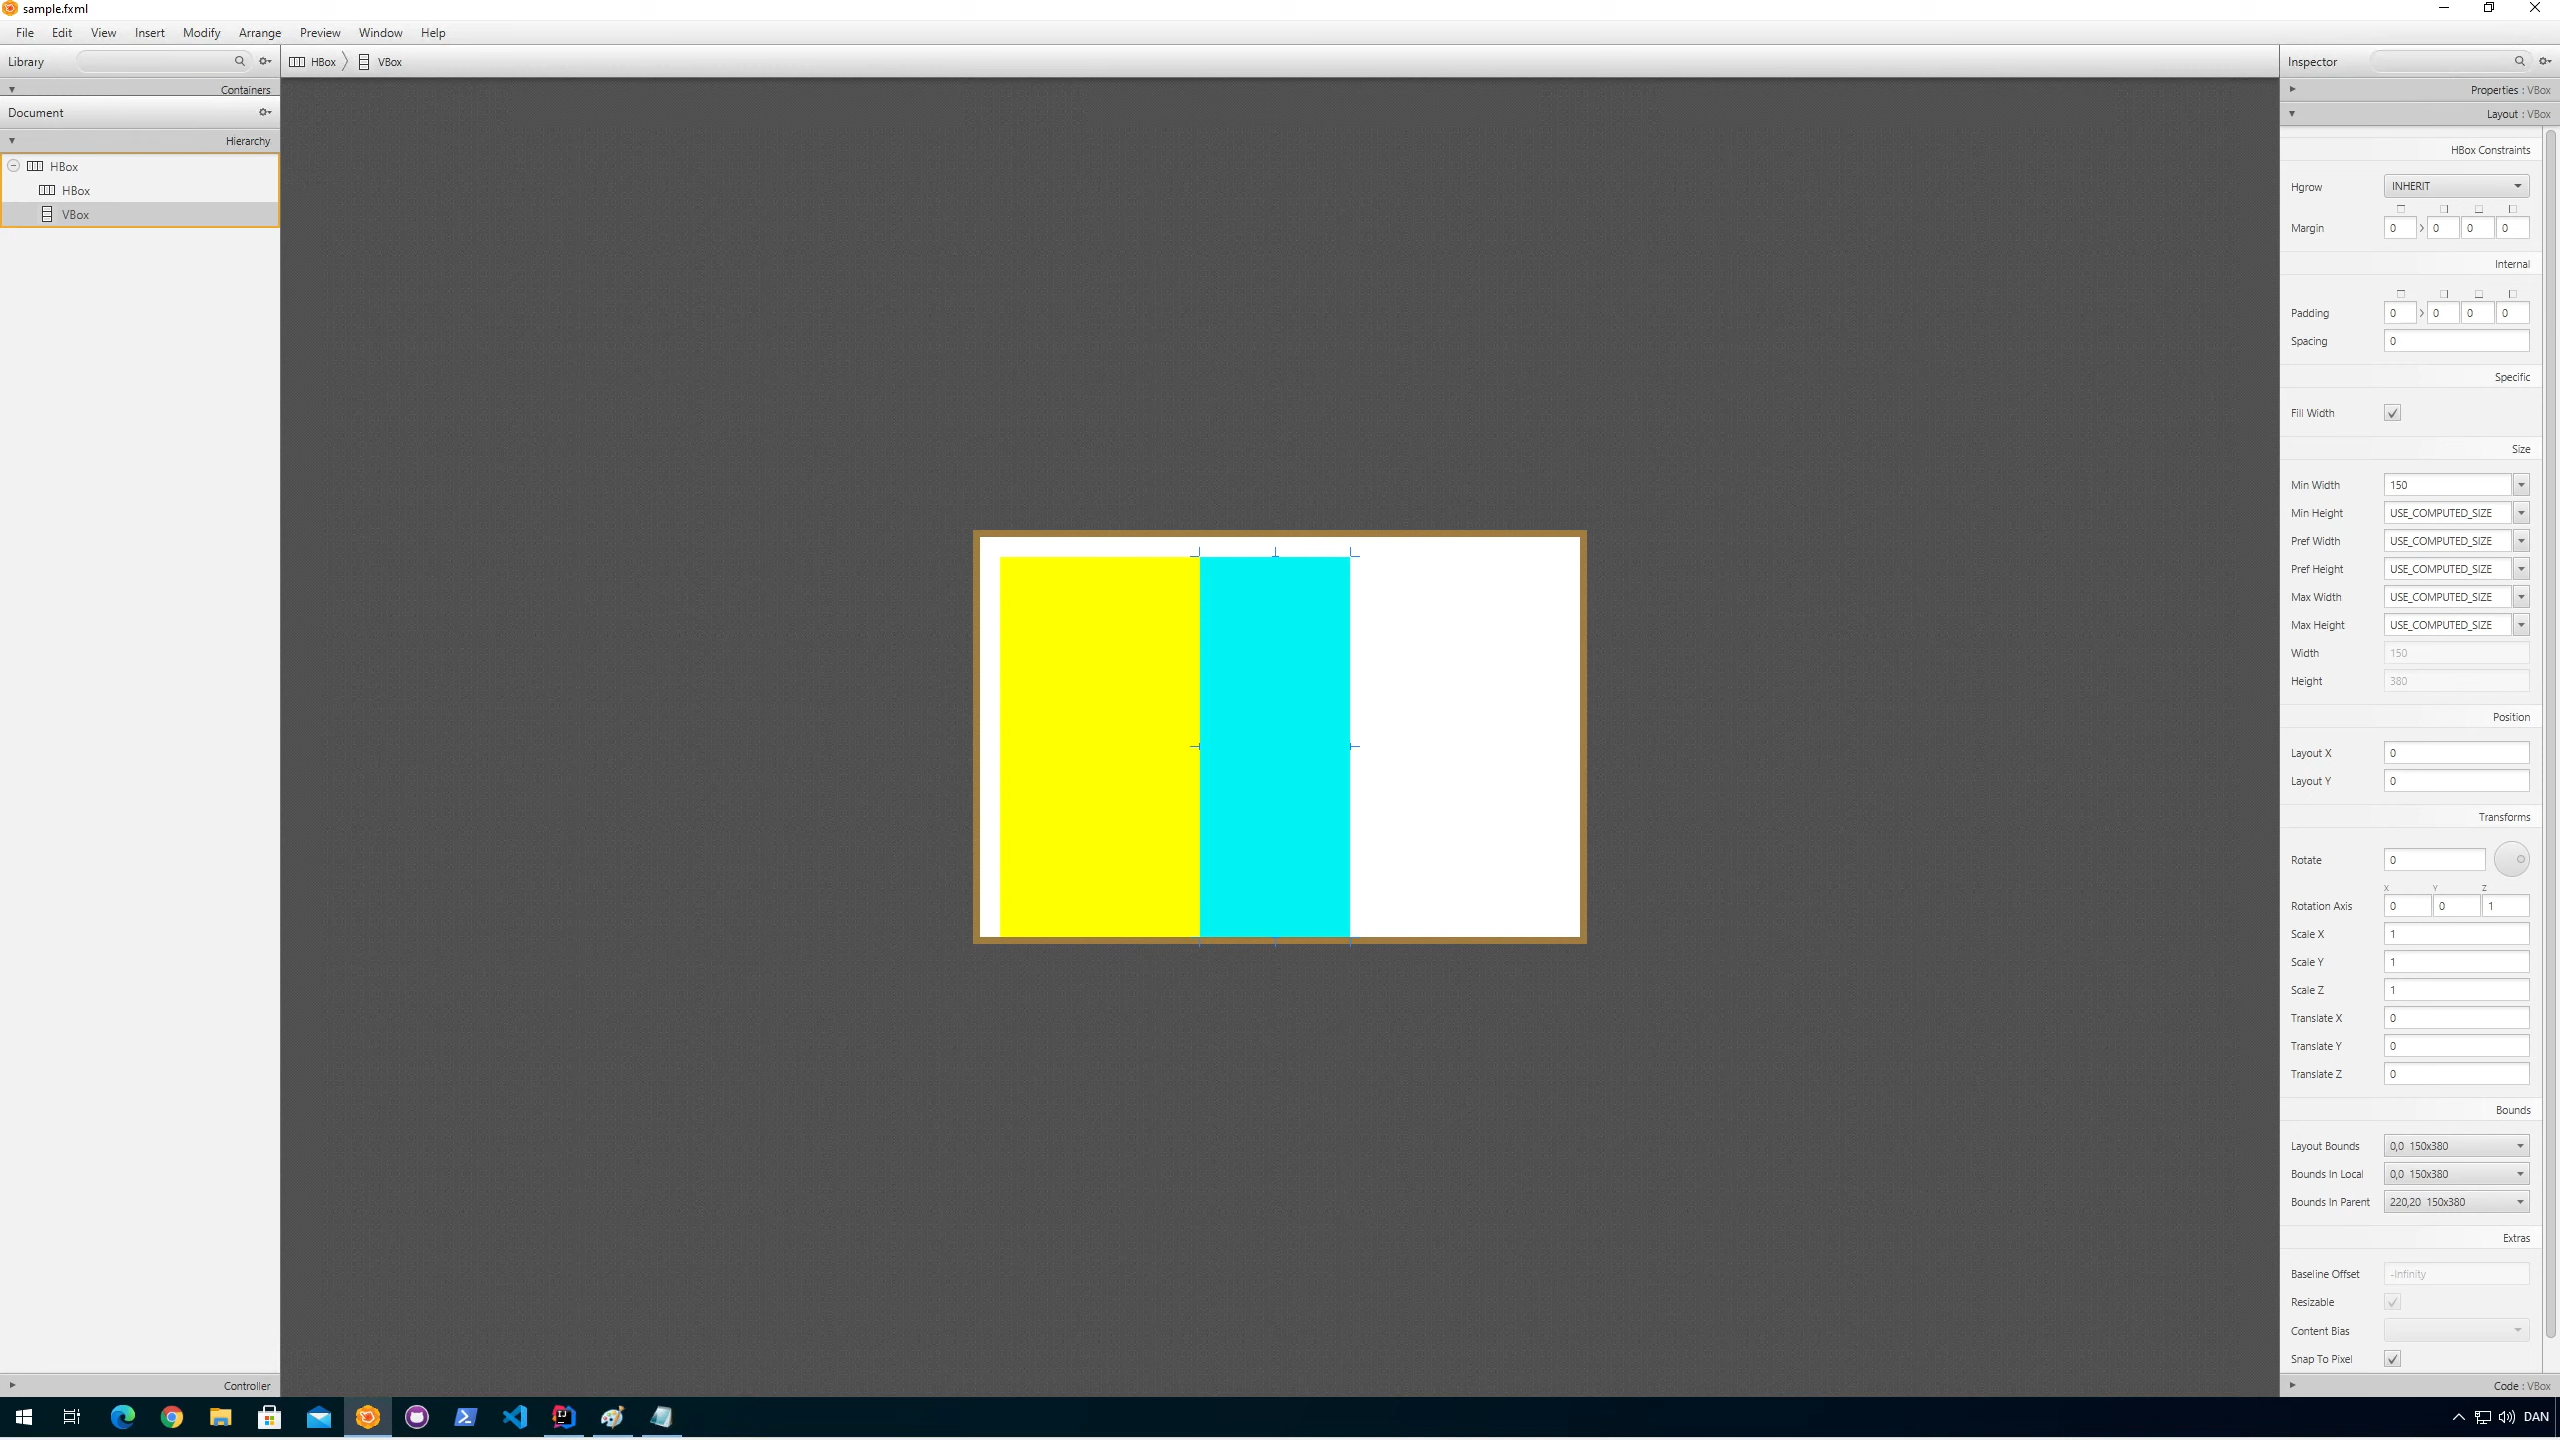 sample.fxml
File Edit View Insert Modify Arrange Preview Window Help
Library
HBox VBox
Inspector
Containers
Properties : VBox
Document
Layout : VBox
Hierarchy
HBox
HBox
VBox
HBox Constraints
Hgrow INHERIT
Margin 0 0 0 0
Internal
Padding 0 0 0 0
Spacing 0
Specific
Fill Width
Size
Min Width 150
Min Height USE_COMPUTED_SIZE
Pref Width USE_COMPUTED_SIZE
Pref Height USE_COMPUTED_SIZE
Max Width USE_COMPUTED_SIZE
Max Height USE_COMPUTED_SIZE
Width 150
Height 380
Position
Layout X 0
Layout Y 0
Transforms
Rotate 0
X Y Z
Rotation Axis 0 0 1
Scale X 1
Scale Y 1
Scale Z 1
Translate X 0
Translate Y 0
Translate Z 0
Bounds
Layout Bounds 0,0 150x380
Bounds In Local 0,0 150x380
Bounds In Parent 220,20 150x380
Extras
Baseline Offset -Infinity
Resizable
Content Bias
Snap To Pixel
Controller
Code : VBox
DAN